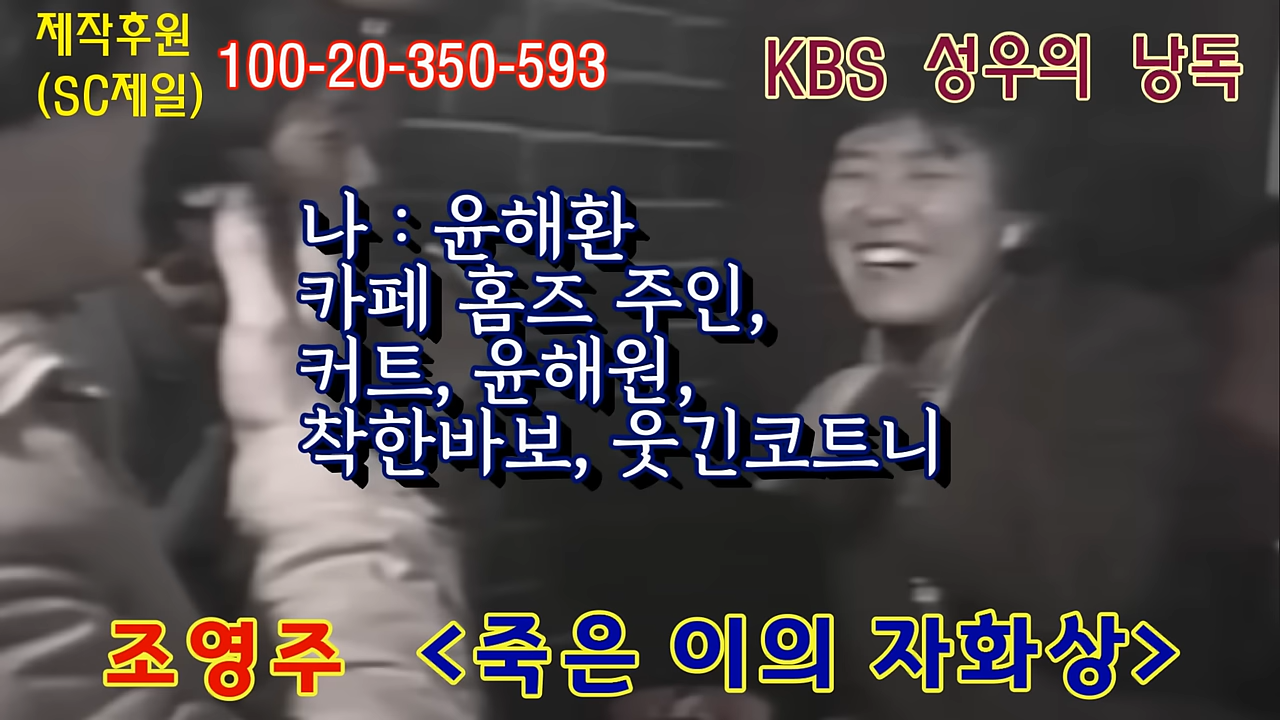 제작후원
(SC제일)
100-20-350-593
KBS 성우의 낭독
나 : 윤해환
카페 홈즈 주인,
커트, 윤해원,
착한바보, 웃긴코트니
조영주 <죽은 이의 자화상>